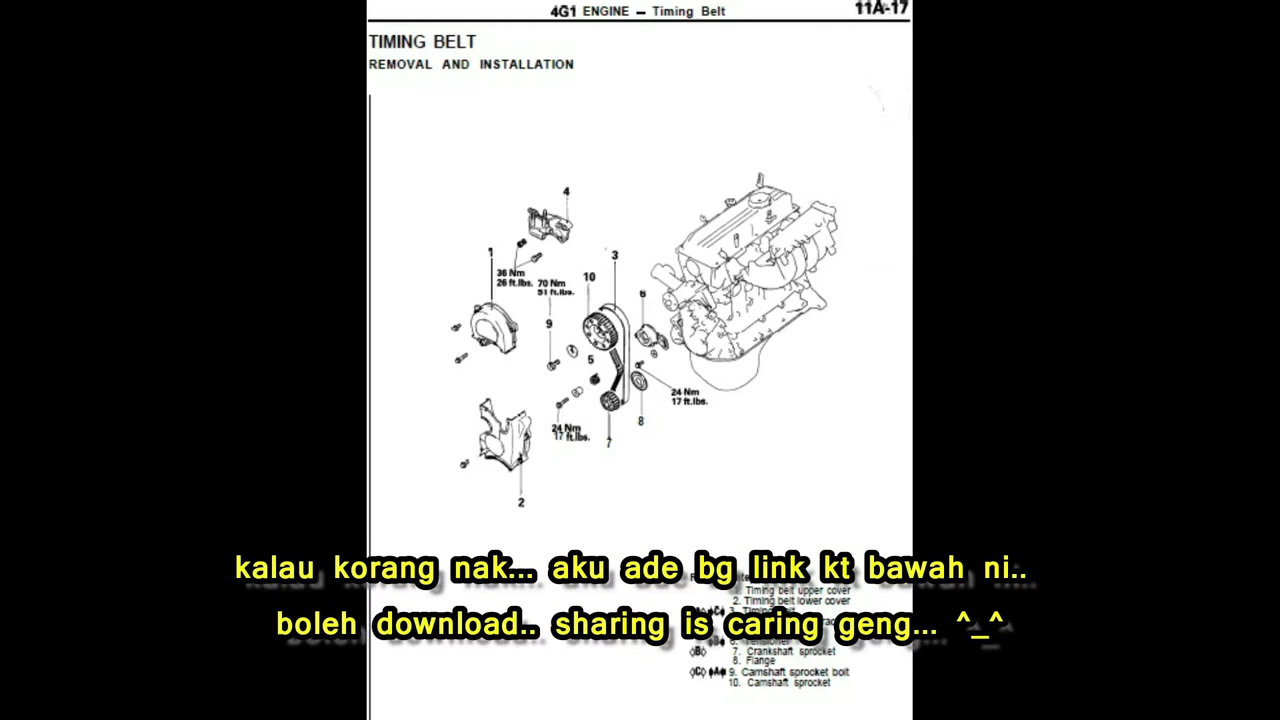 4G1 ENGINE – Timing Belt
11A-17
TIMING BELT
REMOVAL AND INSTALLATION
4
1
3
36 Nm
26 ft.lbs.
70 Nm
51 ft.lbs.
10
6
9
5
24 Nm
17 ft.lbs.
8
24 Nm
17 ft.lbs.
7
2
kalau korang nak... aku ade bg link kt bawah ni..
1. Timing belt upper cover
2. Timing belt lower cover
boleh download.. sharing is caring geng... ^_^
7. Crankshaft sprocket
8. Flange
9. Camshaft sprocket bolt
10. Camshaft sprocket